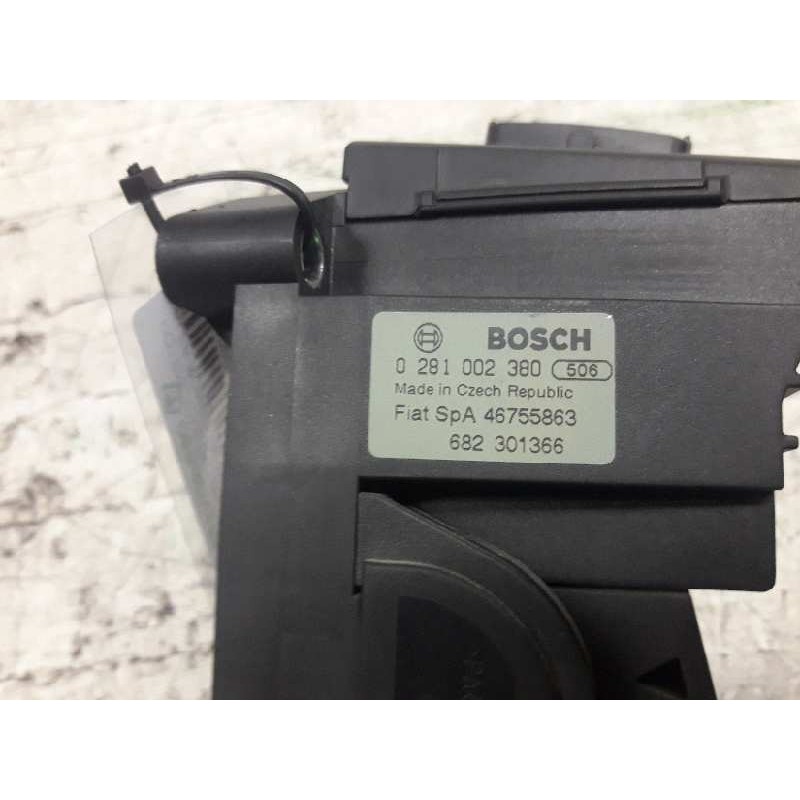 BOSCH
0 281 002 380 506
Made in Czech Republic
Fiat SpA 46755863
682 301366